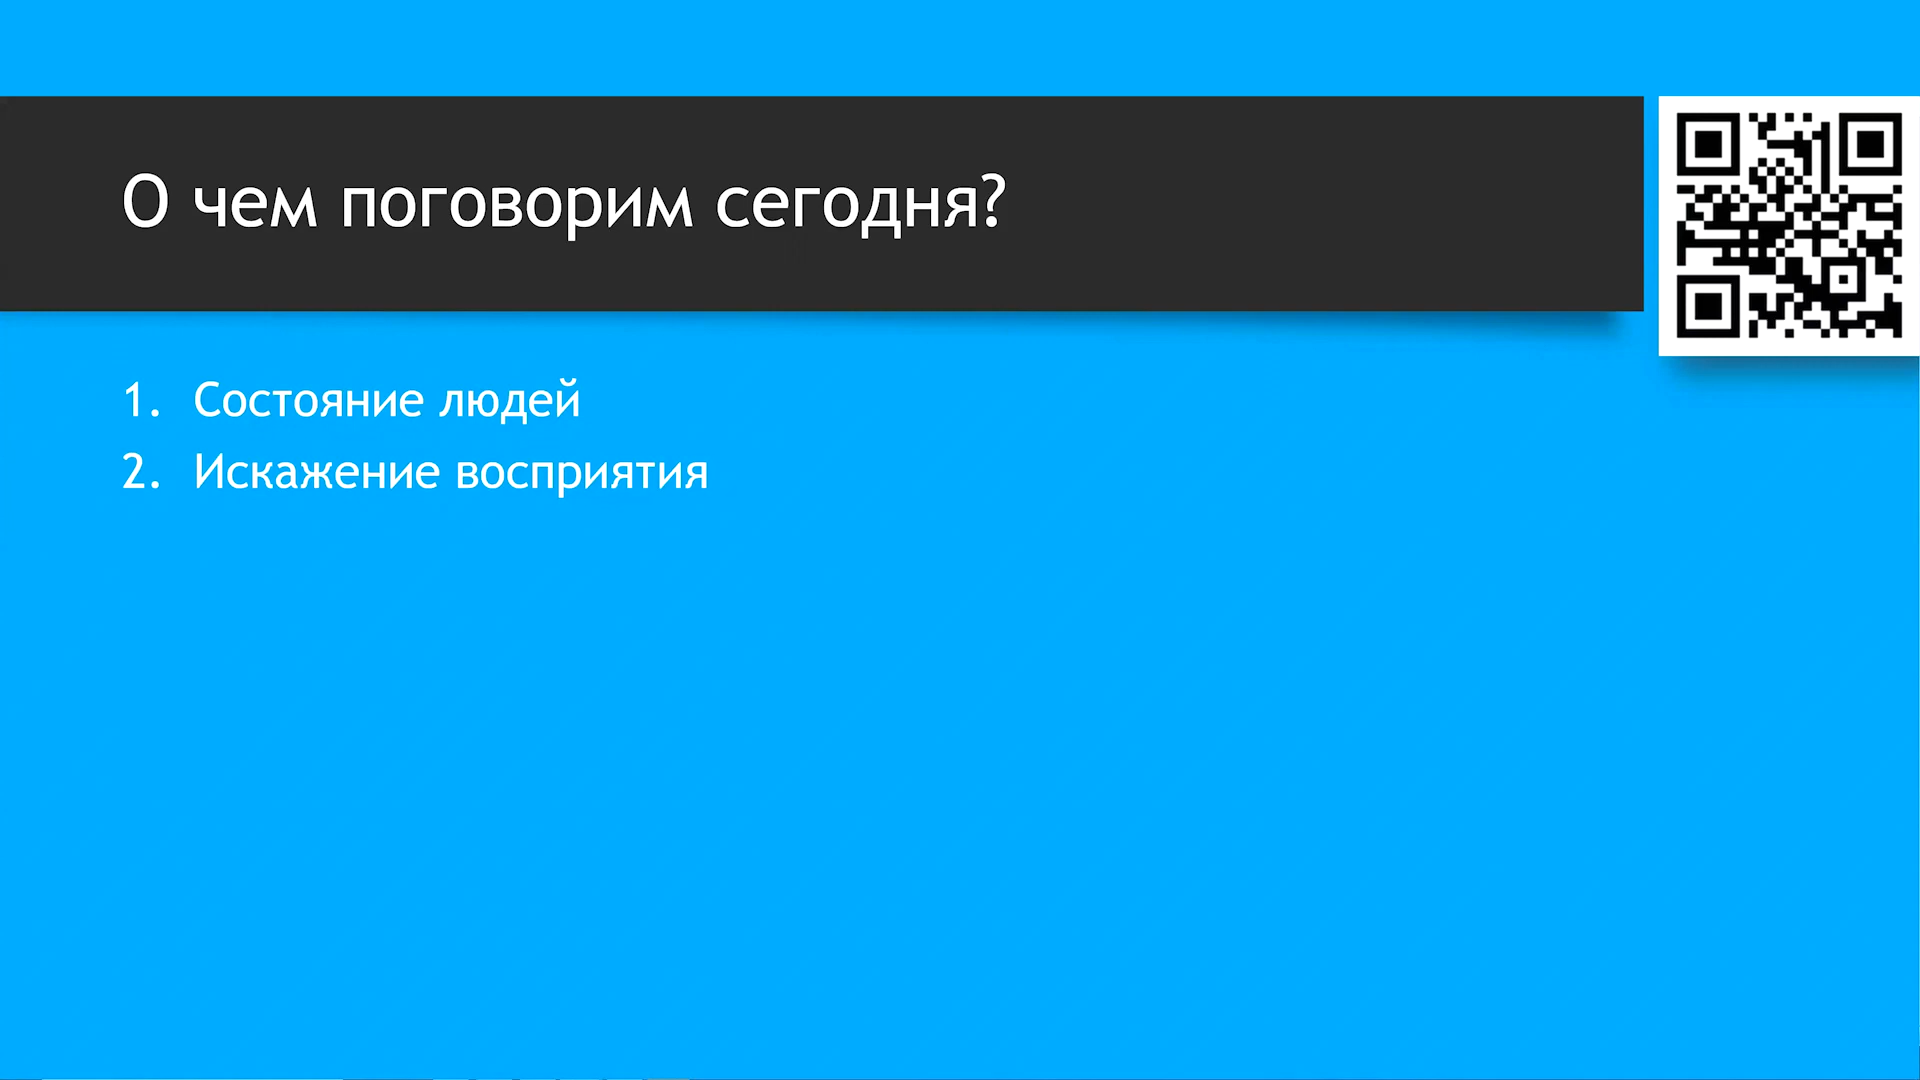 О чем поговорим сегодня?
1. Состояние людей
2. Искажение восприятия